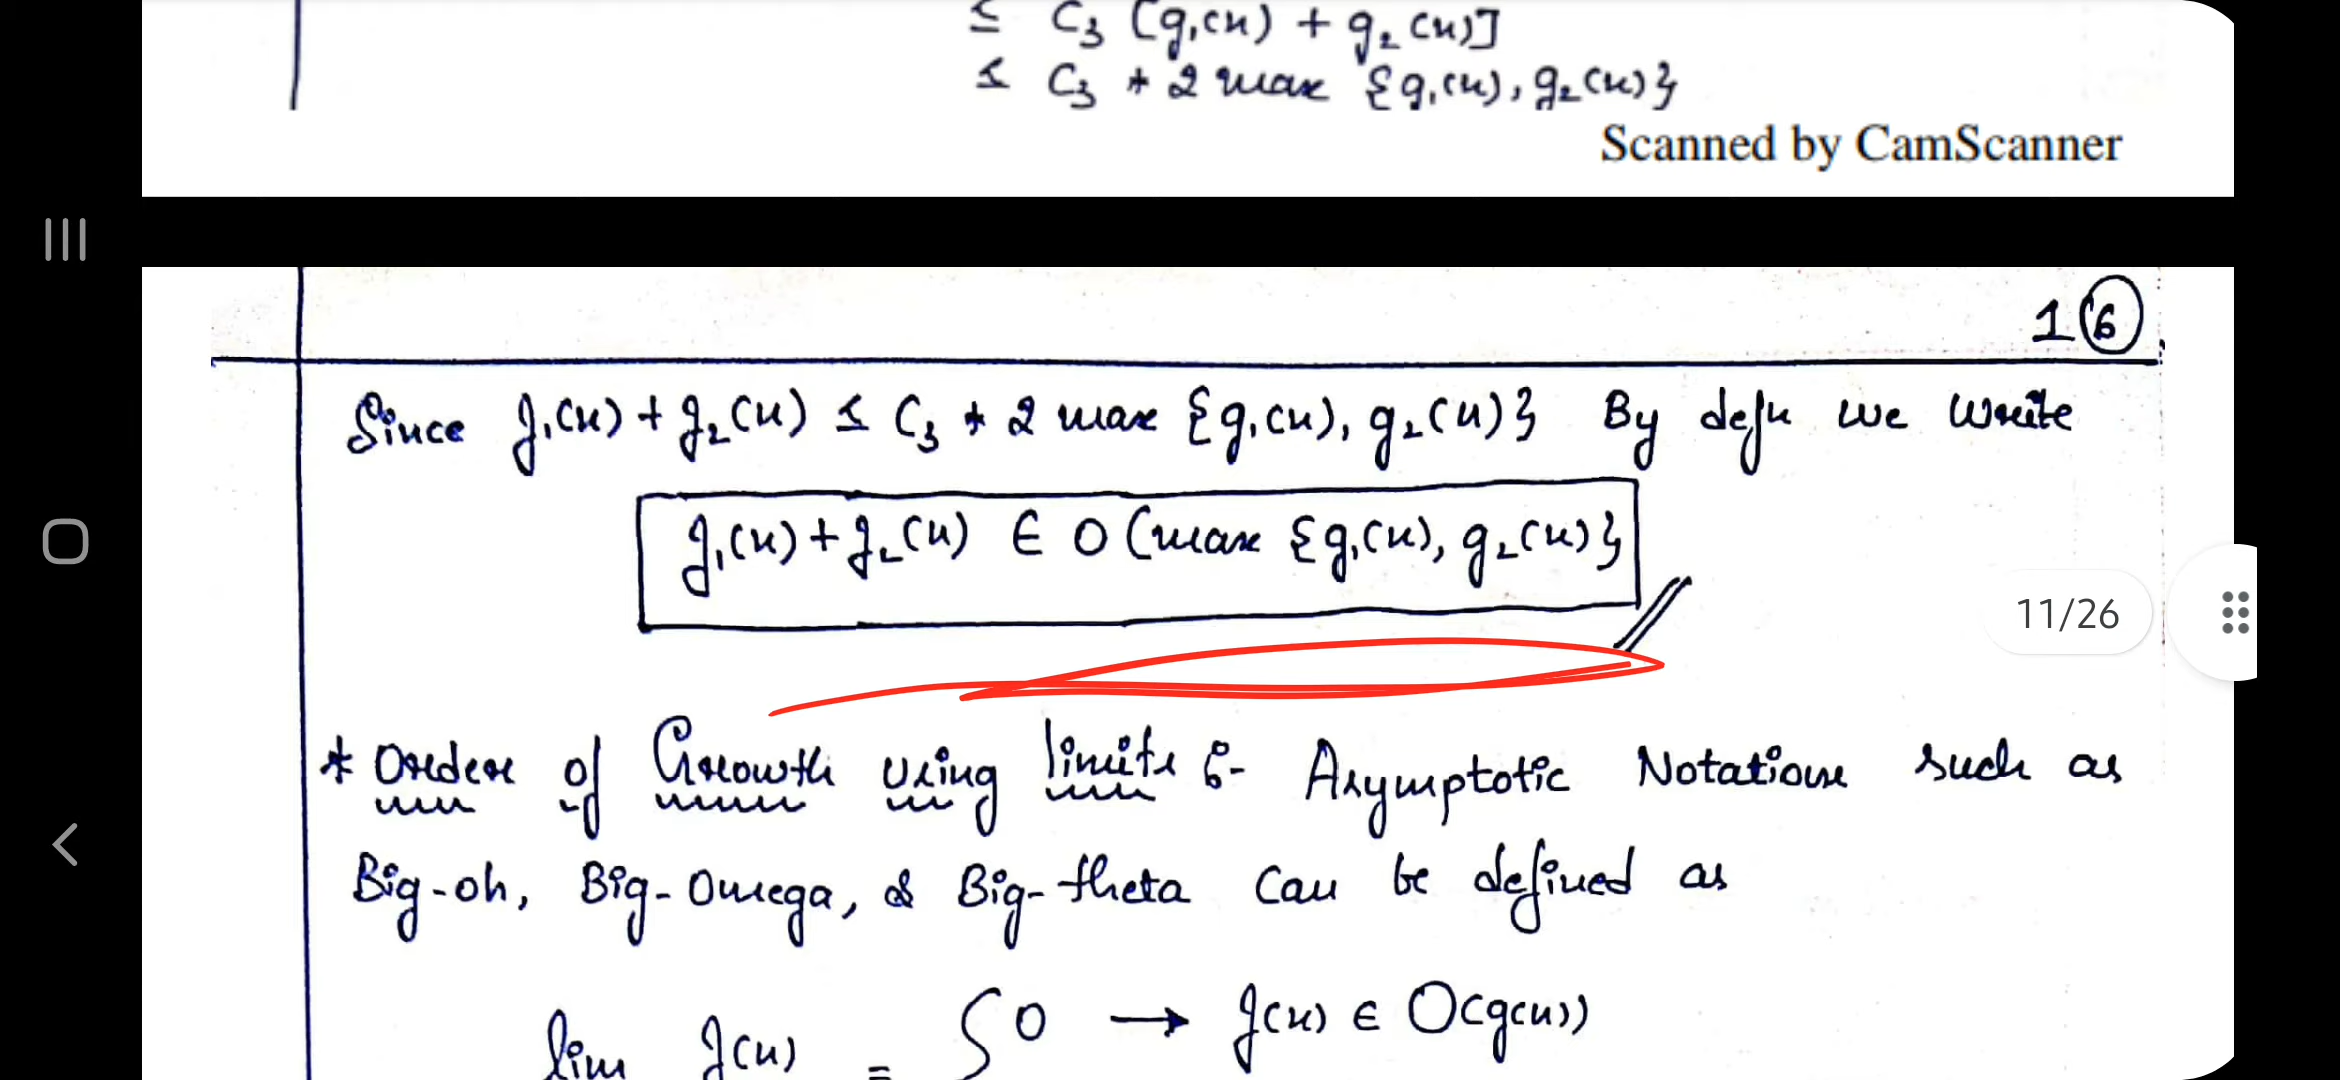 ≤ C₃ [g₁(n) + g₂(n)]
≤ C₃ * 2 max {g₁(n), g₂(n)}
Scanned by CamScanner
1 6
Since f₁(n) + f₂(n) ≤ C₃ * 2 max {g₁(n), g₂(n)} By defn we write
f₁(n) + f₂(n) ∈ O (max {g₁(n), g₂(n)}
11/26
* Order of Growth using limits :- Asymptotic Notations such as
Big-oh, Big-Omega, & Big-theta can be defined as
lim f(n) = { 0 → f(n) ∈ O(g(n))